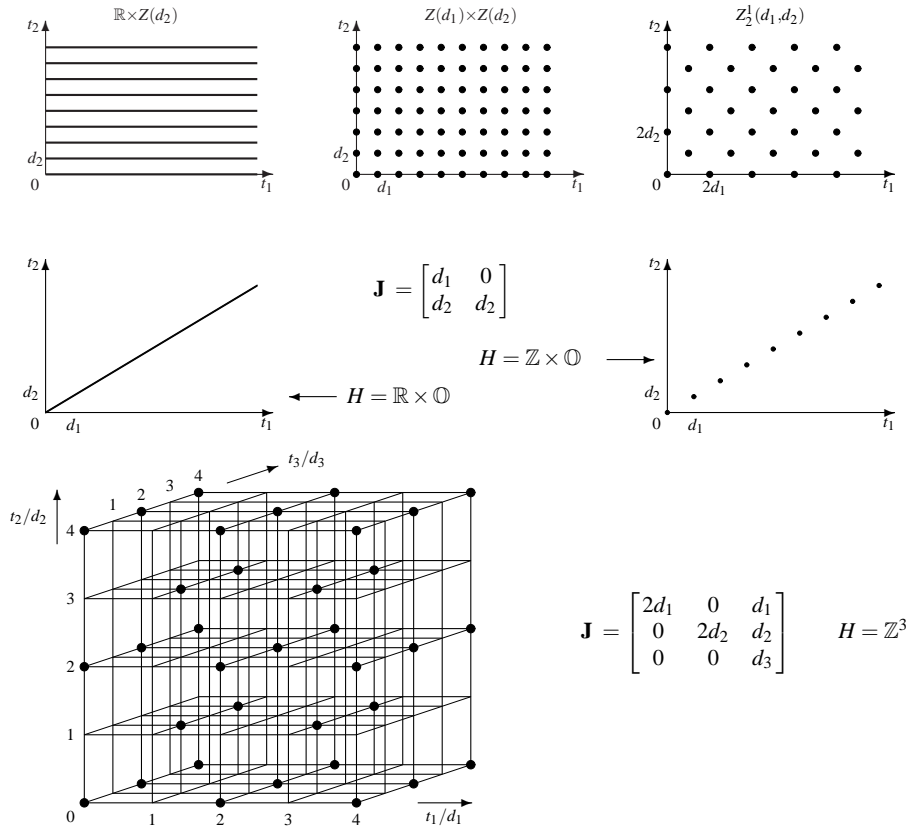 ℝ×Z(d₂) Z(d₁)×Z(d₂) Z₂¹(d₁,d₂)
t₂ t₂ t₂
2d₂
d₂ d₂
0 t₁ 0 d₁ t₁ 0 2d₁ t₁
t₂ t₂
J = [d₁ 0
d₂ d₂]
H = ℤ × 𝕆
d₂ H = ℝ × 𝕆 d₂
0 d₁ t₁ 0 d₁ t₁
t₃/d₃
1 2 3 4
t₂/d₂
4
3
J = [2d₁ 0 d₁
0 2d₂ d₂
0 0 d₃] H = ℤ³
2
1
0 1 2 3 4 t₁/d₁